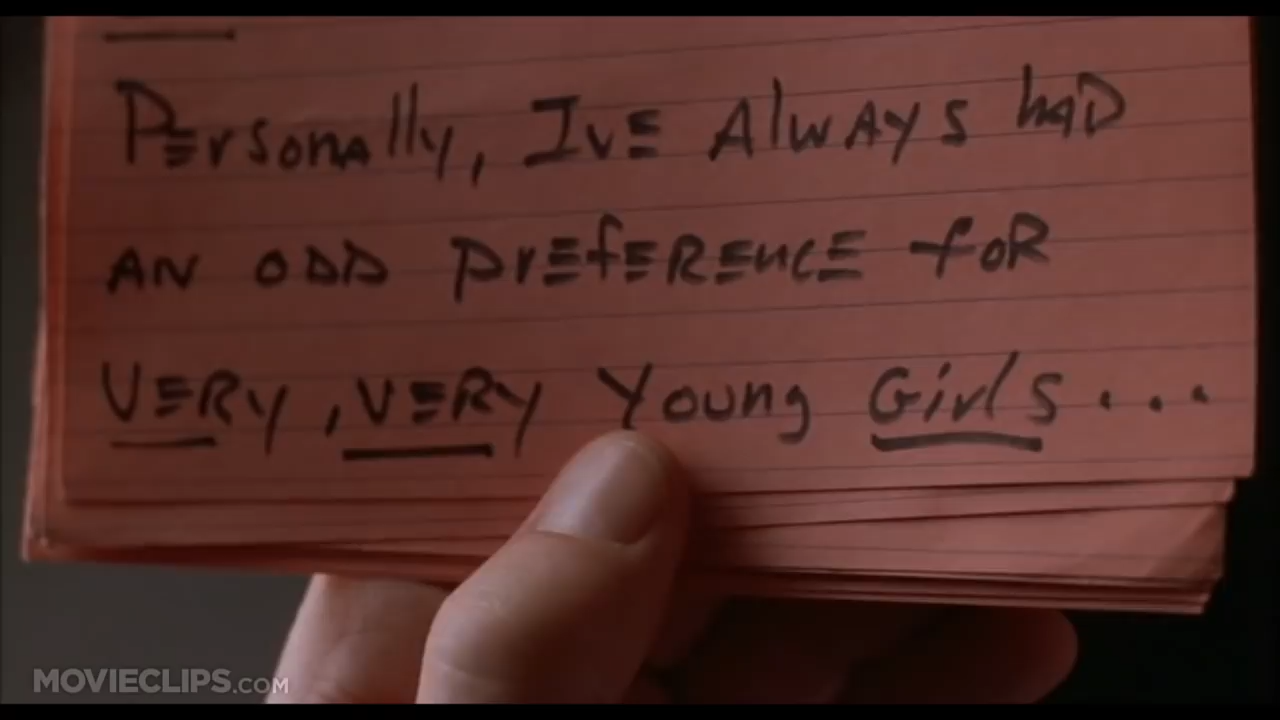 Personally, Ive Always had
an odd preference for
very, very young girls...
MOVIECLIPS.COM